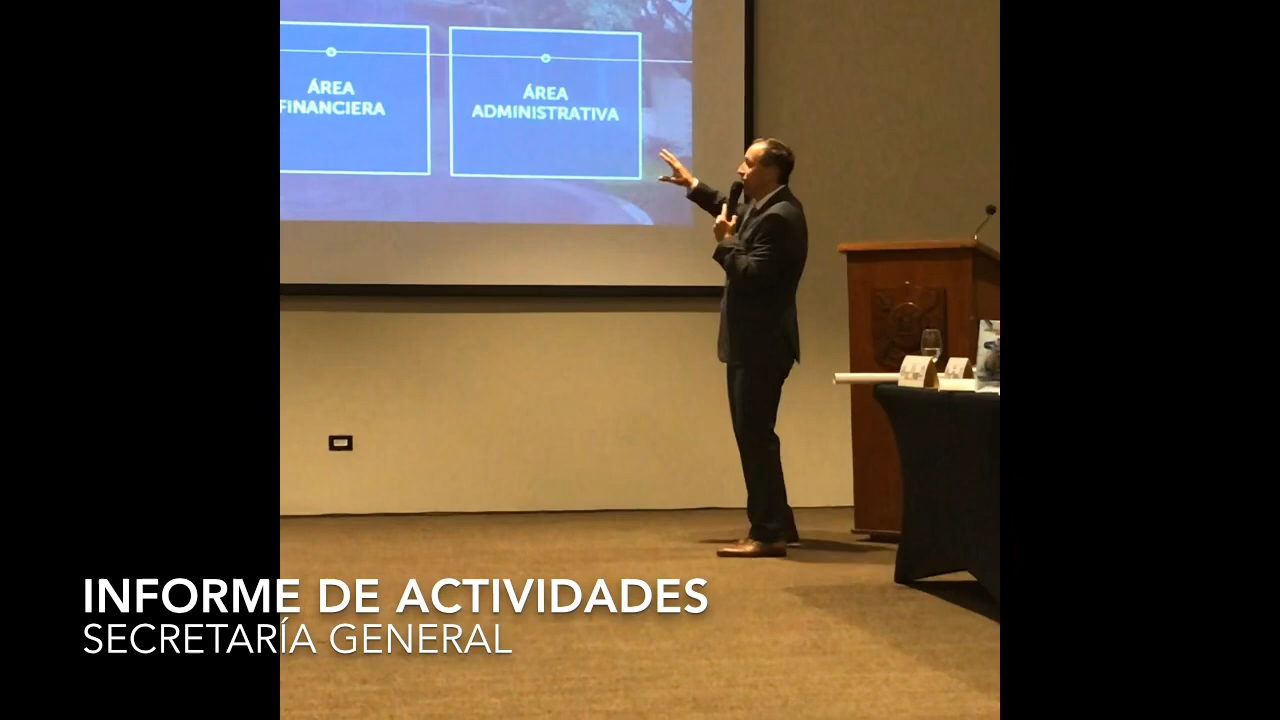 ÁREA
FINANCIERA
ÁREA
ADMINISTRATIVA
INFORME DE ACTIVIDADES
SECRETARÍA GENERAL